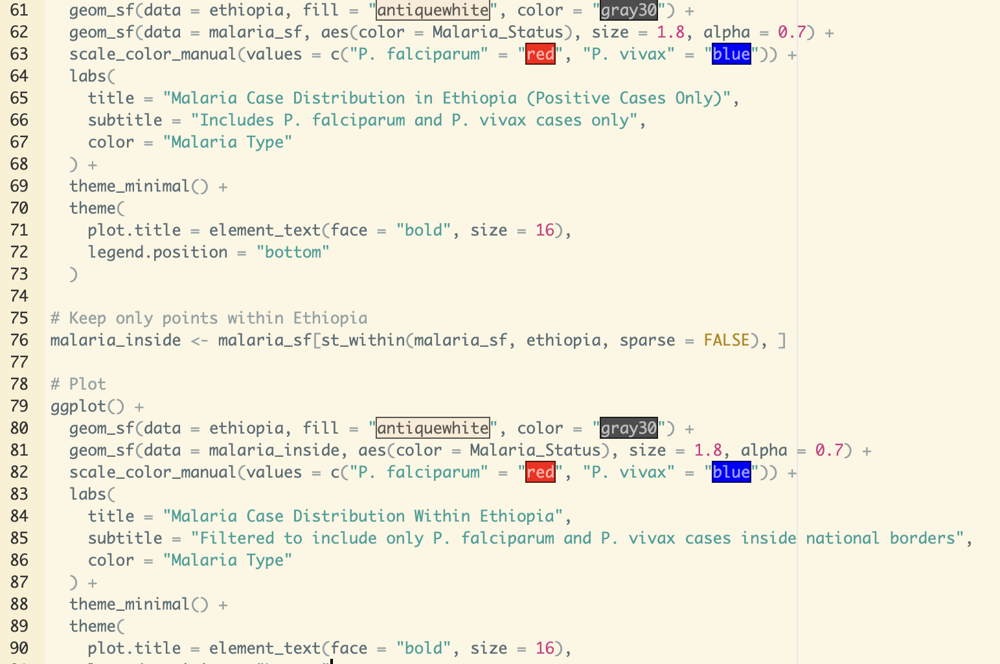 61 geom_sf(data = ethiopia, fill = "antiquewhite", color = "gray30") +
62 geom_sf(data = malaria_sf, aes(color = Malaria_Status), size = 1.8, alpha = 0.7) +
63 scale_color_manual(values = c("P. falciparum" = "red", "P. vivax" = "blue")) +
64 labs(
65 title = "Malaria Case Distribution in Ethiopia (Positive Cases Only)",
66 subtitle = "Includes P. falciparum and P. vivax cases only",
67 color = "Malaria Type"
68 ) +
69 theme_minimal() +
70 theme(
71 plot.title = element_text(face = "bold", size = 16),
72 legend.position = "bottom"
73 )
74
75 # Keep only points within Ethiopia
76 malaria_inside <- malaria_sf[st_within(malaria_sf, ethiopia, sparse = FALSE), ]
77
78 # Plot
79 ggplot() +
80 geom_sf(data = ethiopia, fill = "antiquewhite", color = "gray30") +
81 geom_sf(data = malaria_inside, aes(color = Malaria_Status), size = 1.8, alpha = 0.7) +
82 scale_color_manual(values = c("P. falciparum" = "red", "P. vivax" = "blue")) +
83 labs(
84 title = "Malaria Case Distribution Within Ethiopia",
85 subtitle = "Filtered to include only P. falciparum and P. vivax cases inside national borders",
86 color = "Malaria Type"
87 ) +
88 theme_minimal() +
89 theme(
90 plot.title = element_text(face = "bold", size = 16),